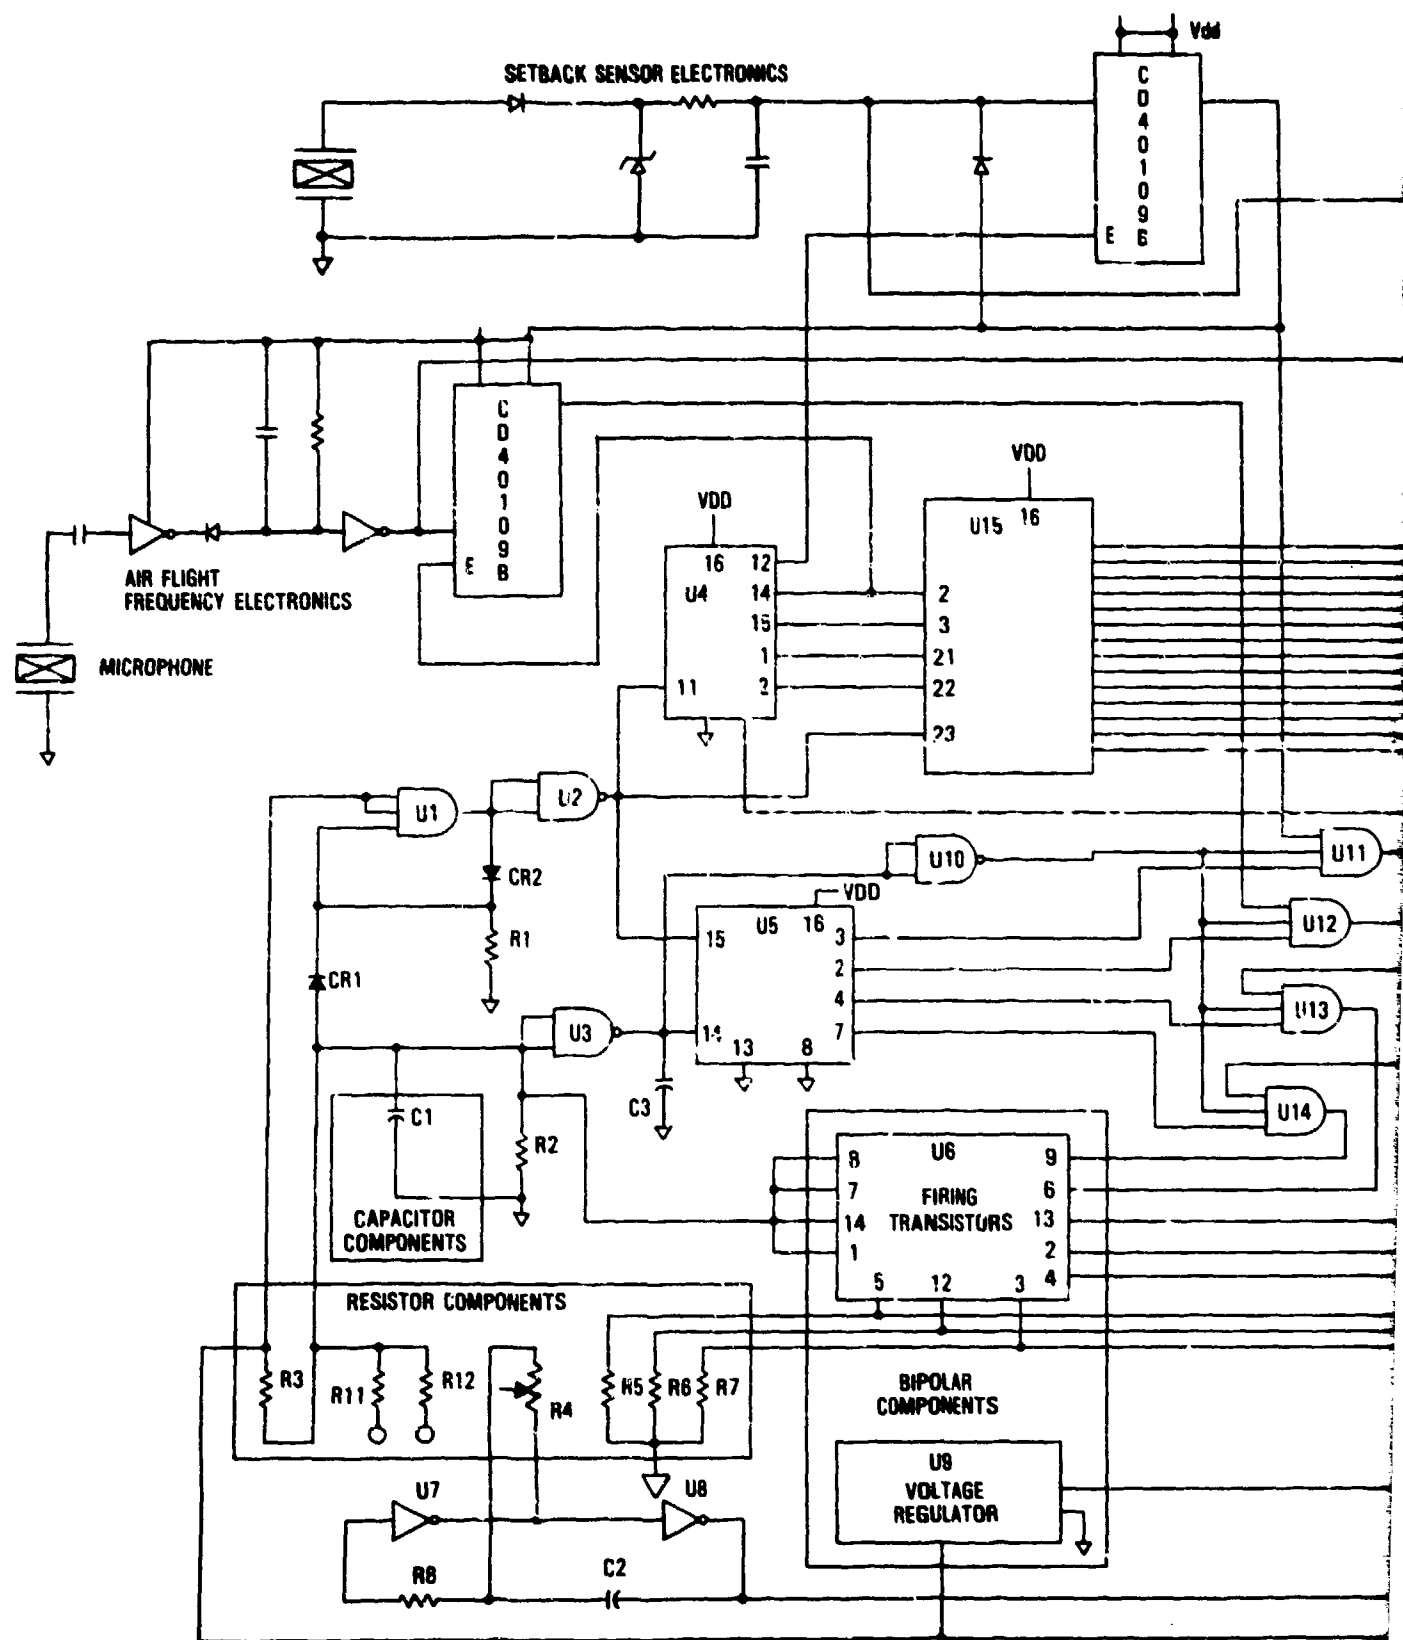 Vdd
SETBACK SENSOR ELECTRONICS
C
D
4
0
1
0
9
B
E
C
D
4
0
1
0
9
B
E
AIR FLIGHT
FREQUENCY ELECTRONICS
MICROPHONE
VDD
16 12
U4 14
15
1
11 2
VDD
U15 16
2
3
21
22
23
U1
U2
CR2
R1
CR1
U10
U11
U12
U13
U14
VDD
U5 16
15 3
2
4
14 7
13 8
U3
C3
C1
R2
CAPACITOR
COMPONENTS
8 U6 9
7 FIRING 6
14 TRANSISTORS 13
1 2
5 12 3 4
RESISTOR COMPONENTS
R3
R11
R12
R4
R5
R6
R7
BIPOLAR
COMPONENTS
U9
VOLTAGE
REGULATOR
U7
U8
R8
C2